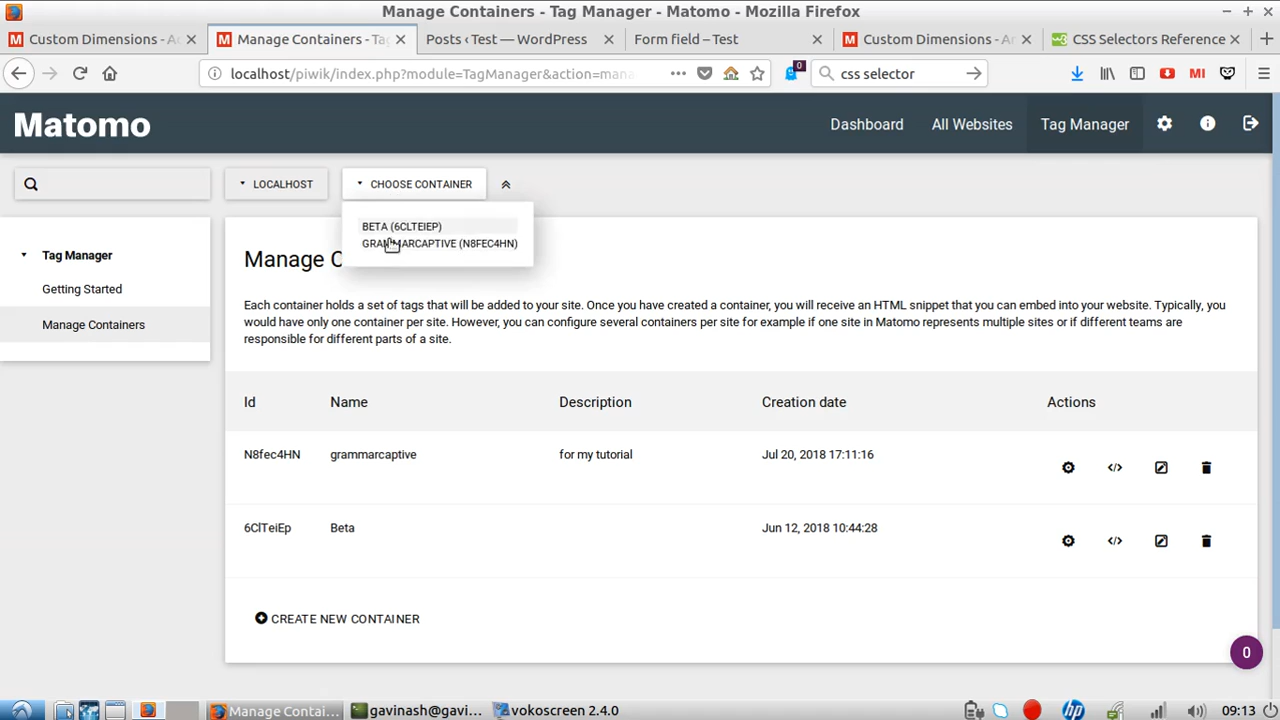 Manage Containers - Tag Manager - Matomo - Mozilla Firefox
Custom Dimensions - Ac
Manage Containers - Tag
Posts ‹ Test — WordPress
Form field – Test
Custom Dimensions - Ac
CSS Selectors Reference
localhost/piwik/index.php?module=TagManager&action=mana
css selector
0
MI
Matomo
Dashboard
All Websites
Tag Manager
LOCALHOST
CHOOSE CONTAINER
BETA (6CLTEIEP)
GRAMMARCAPTIVE (N8FEC4HN)
Tag Manager
Getting Started
Manage Containers
Manage C
Each container holds a set of tags that will be added to your site. Once you have created a container, you will receive an HTML snippet that you can embed into your website. Typically, you
would have only one container per site. However, you can configure several containers per site for example if one site in Matomo represents multiple sites or if different teams are
responsible for different parts of a site.
Id Name Description Creation date Actions
N8fec4HN grammarcaptive for my tutorial Jul 20, 2018 17:11:16
6ClTeiEp Beta Jun 12, 2018 10:44:28
CREATE NEW CONTAINER
0
Manage Contai...
gavinash@gavi...
vokoscreen 2.4.0
09:13